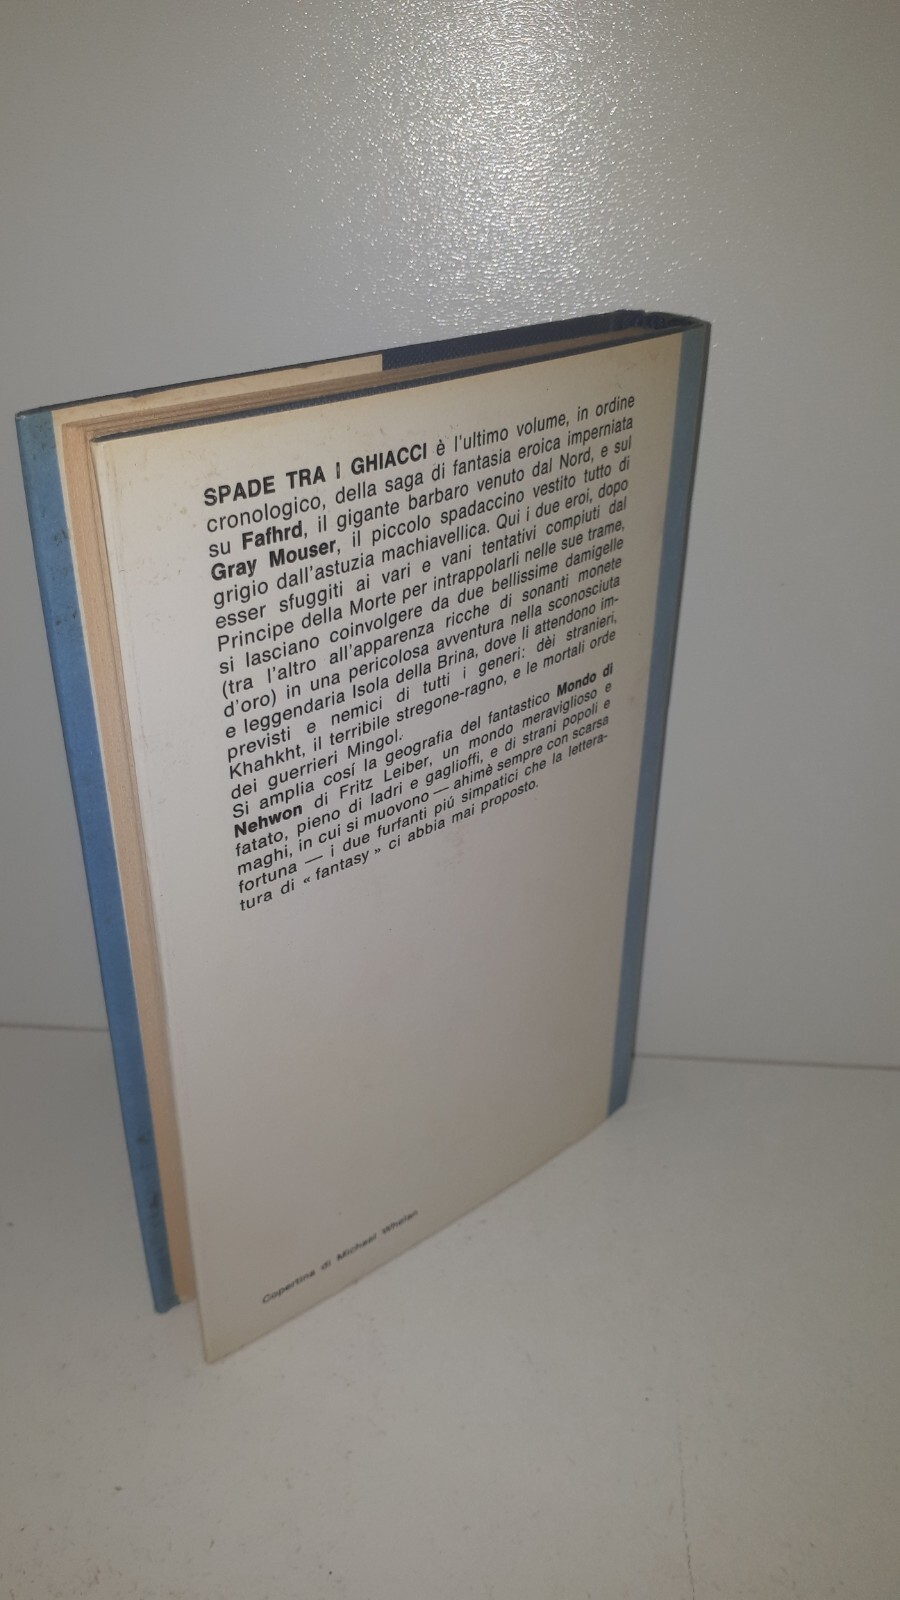 SPADE TRA I GHIACCI è l'ultimo volume, in ordine
cronologico, della saga di fantasia eroica imperniata
su Fafhrd, il gigante barbaro venuto dal Nord, e sul
Gray Mouser, il piccolo spadaccino vestito tutto di
grigio dall'astuzia machiavellica. Qui i due eroi, dopo
esser sfuggiti ai vari e vani tentativi compiuti dal
Principe della Morte per intrappolarli nelle sue trame,
si lasciano coinvolgere da due bellissime damigelle
(tra l'altro all'apparenza ricche di sonanti monete
d'oro) in una pericolosa avventura nella sconosciuta
e leggendaria Isola della Brina, dove li attendono im-
previsti e nemici di tutti i generi: dèi stranieri,
Khahkht, il terribile stregone-ragno, e le mortali orde
dei guerrieri Mingol.
Si amplia cosí la geografia del fantastico Mondo di
Nehwon di Fritz Leiber, un mondo meraviglioso e
fatato, pieno di ladri e gaglioffi, e di strani popoli e
maghi, in cui si muovono — ahimè sempre con scarsa
fortuna — i due furfanti piú simpatici che la lettera-
tura di « fantasy » ci abbia mai proposto.
Copertina di Michael Whelan